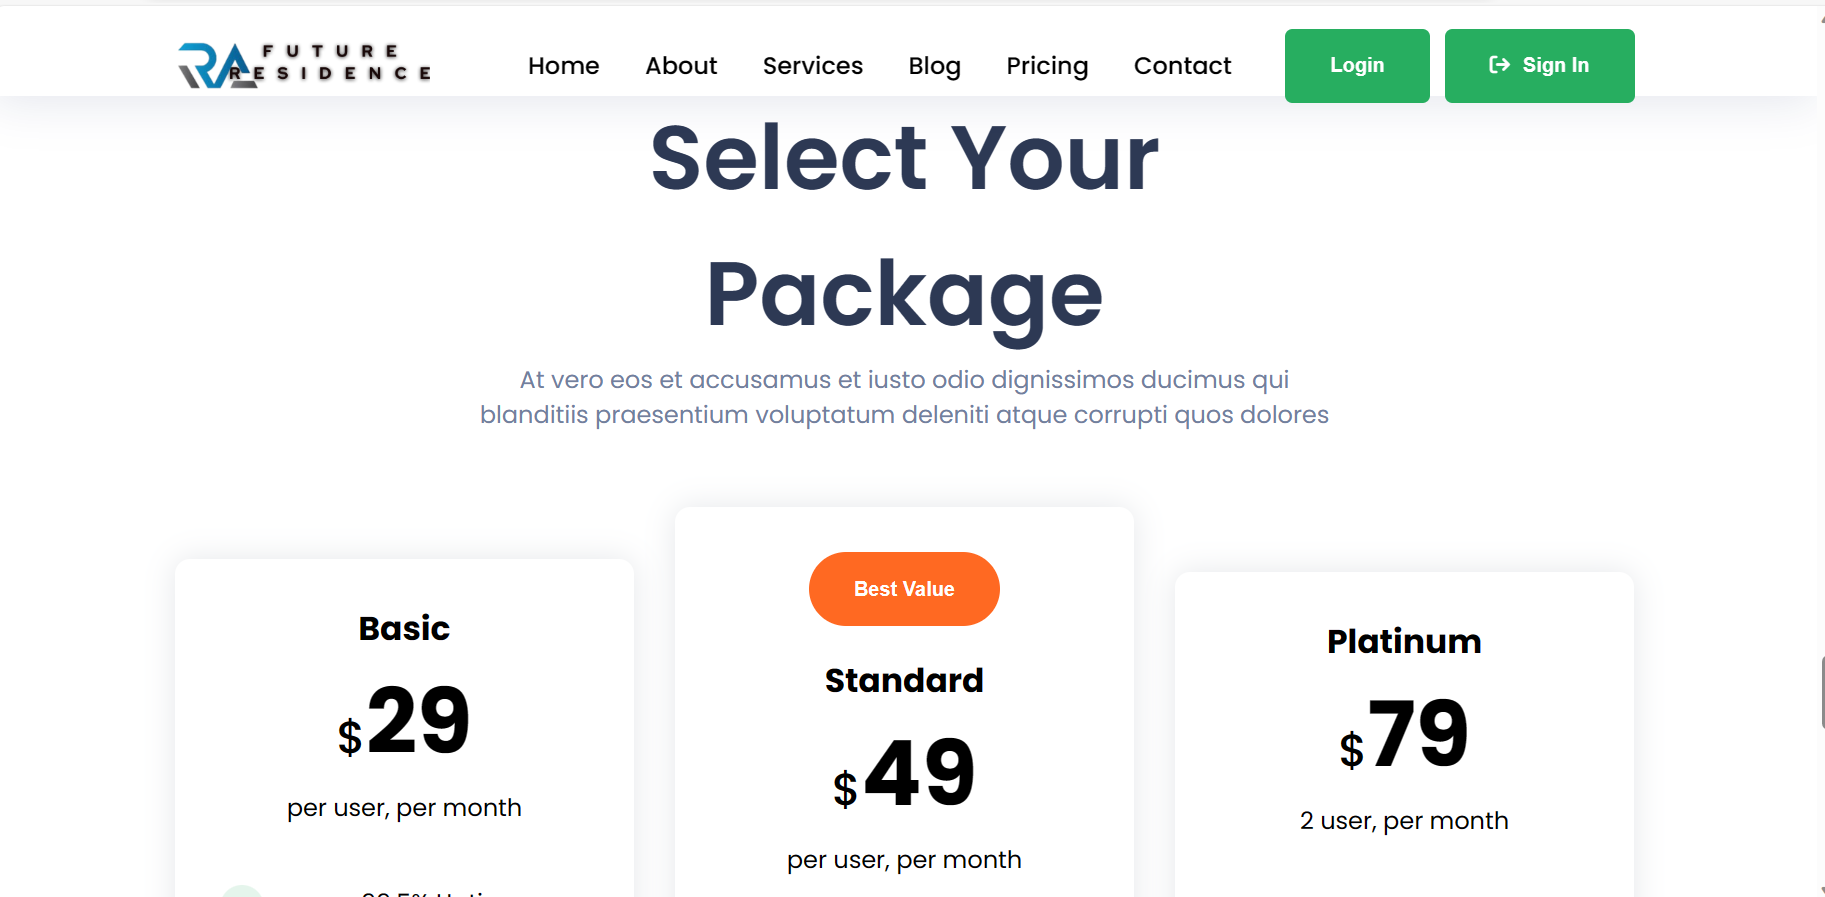 FUTURE
RA RESIDENCE
Home About Services Blog Pricing Contact Login Sign In
Select Your
Package
At vero eos et accusamus et iusto odio dignissimos ducimus qui
blanditiis praesentium voluptatum deleniti atque corrupti quos dolores
Basic
$29
per user, per month
Best Value
Standard
$49
per user, per month
Platinum
$79
2 user, per month